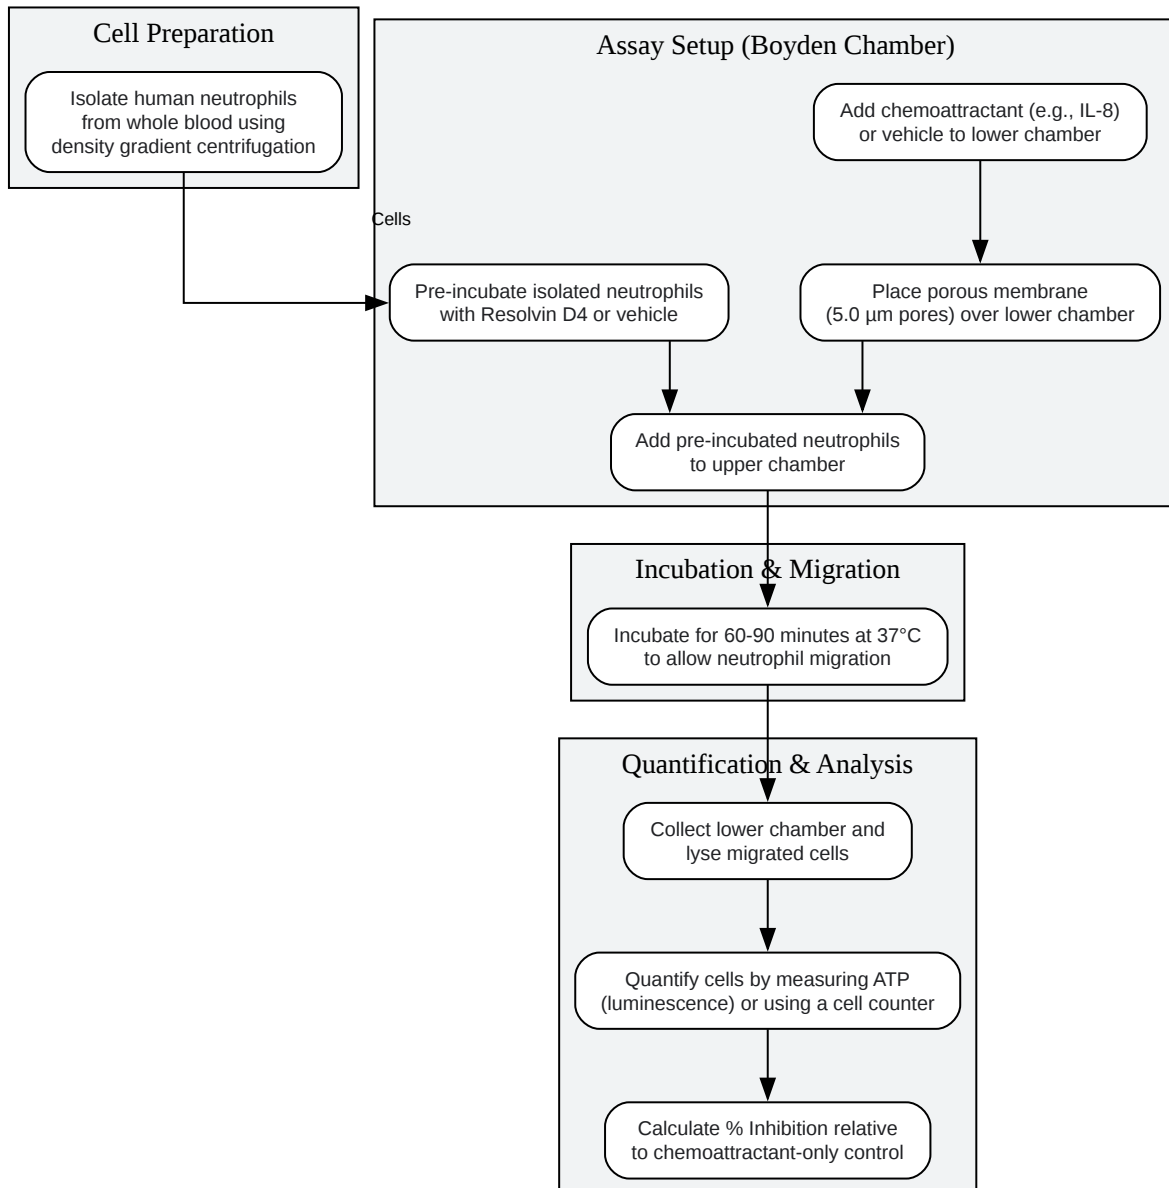 Cell Preparation
Isolate human neutrophils
from whole blood using
density gradient centrifugation
Assay Setup (Boyden Chamber)
Add chemoattractant (e.g., IL-8)
or vehicle to lower chamber
Cells
Pre-incubate isolated neutrophils
with Resolvin D4 or vehicle
Place porous membrane
(5.0 µm pores) over lower chamber
Add pre-incubated neutrophils
to upper chamber
Incubation & Migration
Incubate for 60-90 minutes at 37°C
to allow neutrophil migration
Quantification & Analysis
Collect lower chamber and
lyse migrated cells
Quantify cells by measuring ATP
(luminescence) or using a cell counter
Calculate % Inhibition relative
to chemoattractant-only control